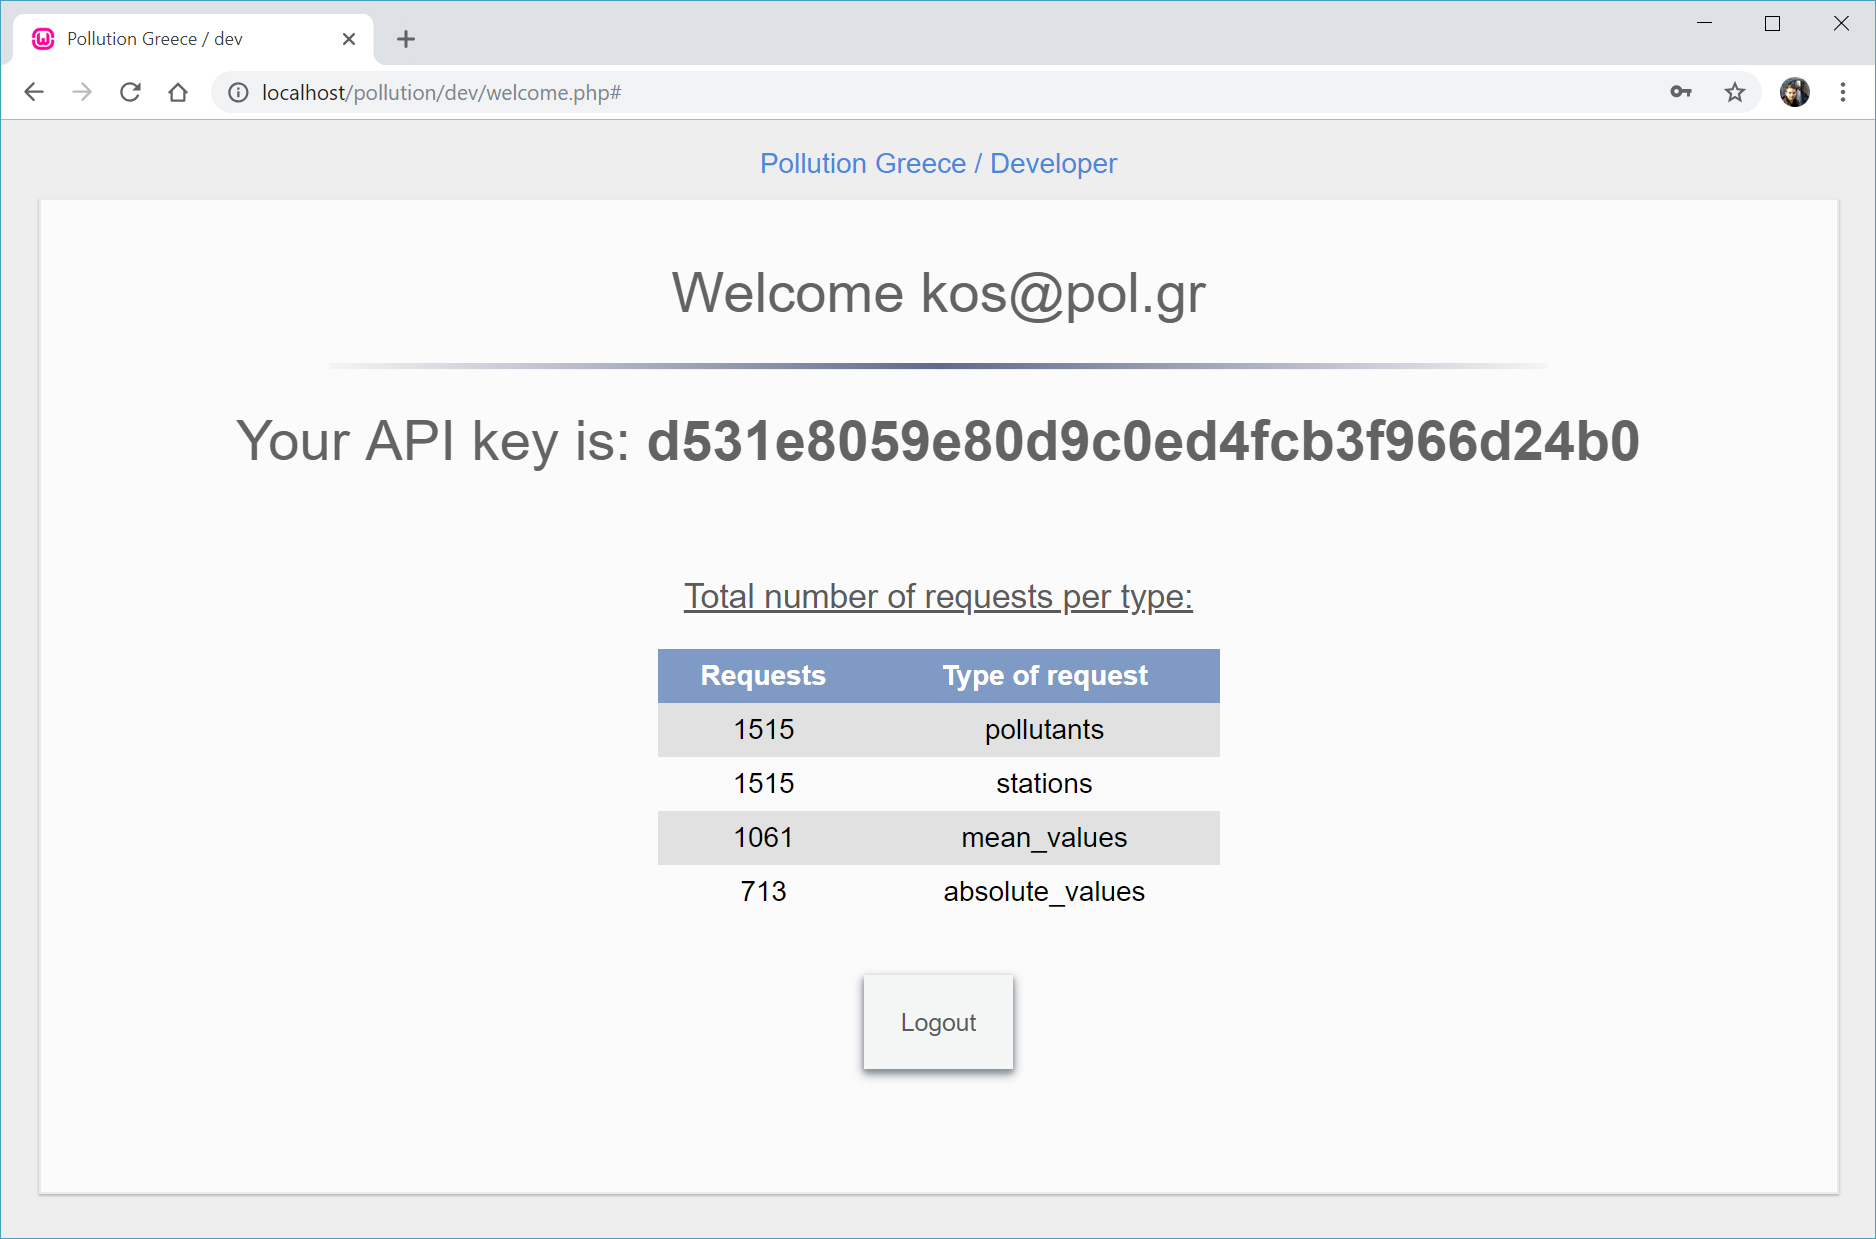 Pollution Greece / dev
localhost/pollution/dev/welcome.php#
Pollution Greece / Developer
Welcome kos@pol.gr
Your API key is: d531e8059e80d9c0ed4fcb3f966d24b0
Total number of requests per type:
Requests Type of request
1515 pollutants
1515 stations
1061 mean_values
713 absolute_values
Logout